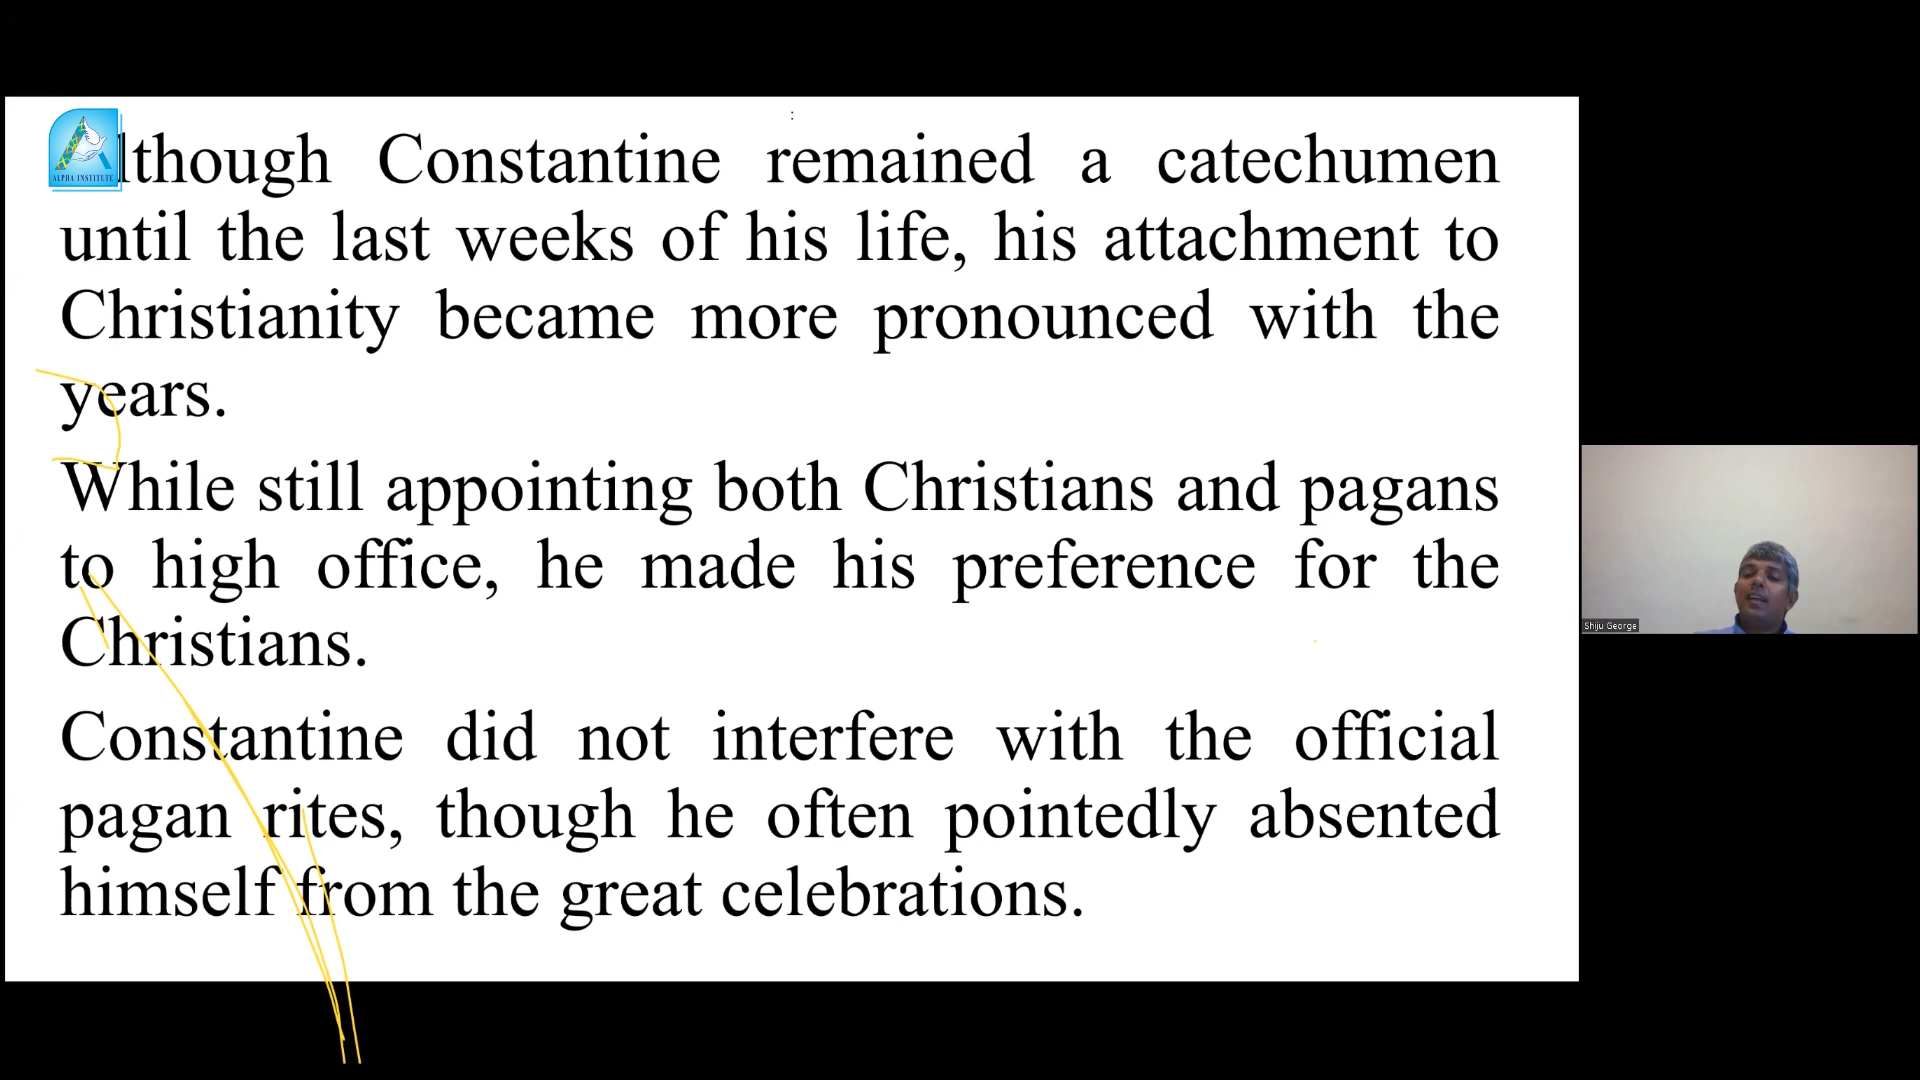 ALPHA INSTITUTE
:
lthough Constantine remained a catechumen
until the last weeks of his life, his attachment to
Christianity became more pronounced with the
years.
While still appointing both Christians and pagans
to high office, he made his preference for the
Christians.
Constantine did not interfere with the official
pagan rites, though he often pointedly absented
himself from the great celebrations.
Shiju George